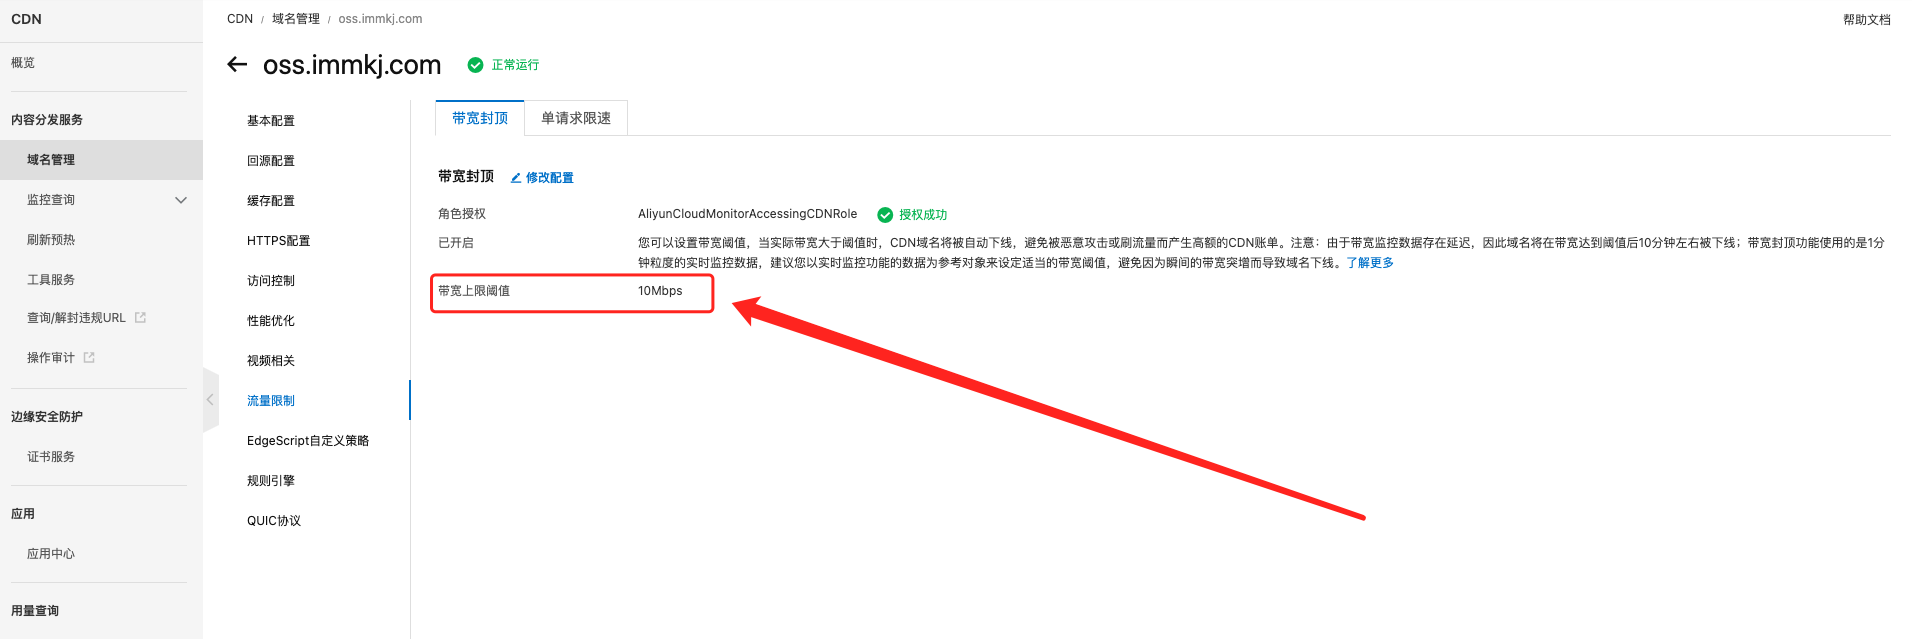 CDN
概览
内容分发服务
域名管理
监控查询
刷新预热
工具服务
查询/解封违规URL
操作审计
边缘安全防护
证书服务
应用
应用中心
用量查询
CDN / 域名管理 / oss.immkj.com
帮助文档
oss.immkj.com 正常运行
基本配置
回源配置
缓存配置
HTTPS配置
访问控制
性能优化
视频相关
流量限制
EdgeScript自定义策略
规则引擎
QUIC协议
带宽封顶 单请求限速
带宽封顶 修改配置
角色授权 AliyunCloudMonitorAccessingCDNRole 授权成功
已开启 您可以设置带宽阈值，当实际带宽大于阈值时，CDN域名将被自动下线，避免被恶意攻击或刷流量而产生高额的CDN账单。注意：由于带宽监控数据存在延迟，因此域名将在带宽达到阈值后10分钟左右被下线；带宽封顶功能使用的是1分
钟粒度的实时监控数据，建议您以实时监控功能的数据为参考对象来设定适当的带宽阈值，避免因为瞬间的带宽突增而导致域名下线。了解更多
带宽上限阈值 10Mbps